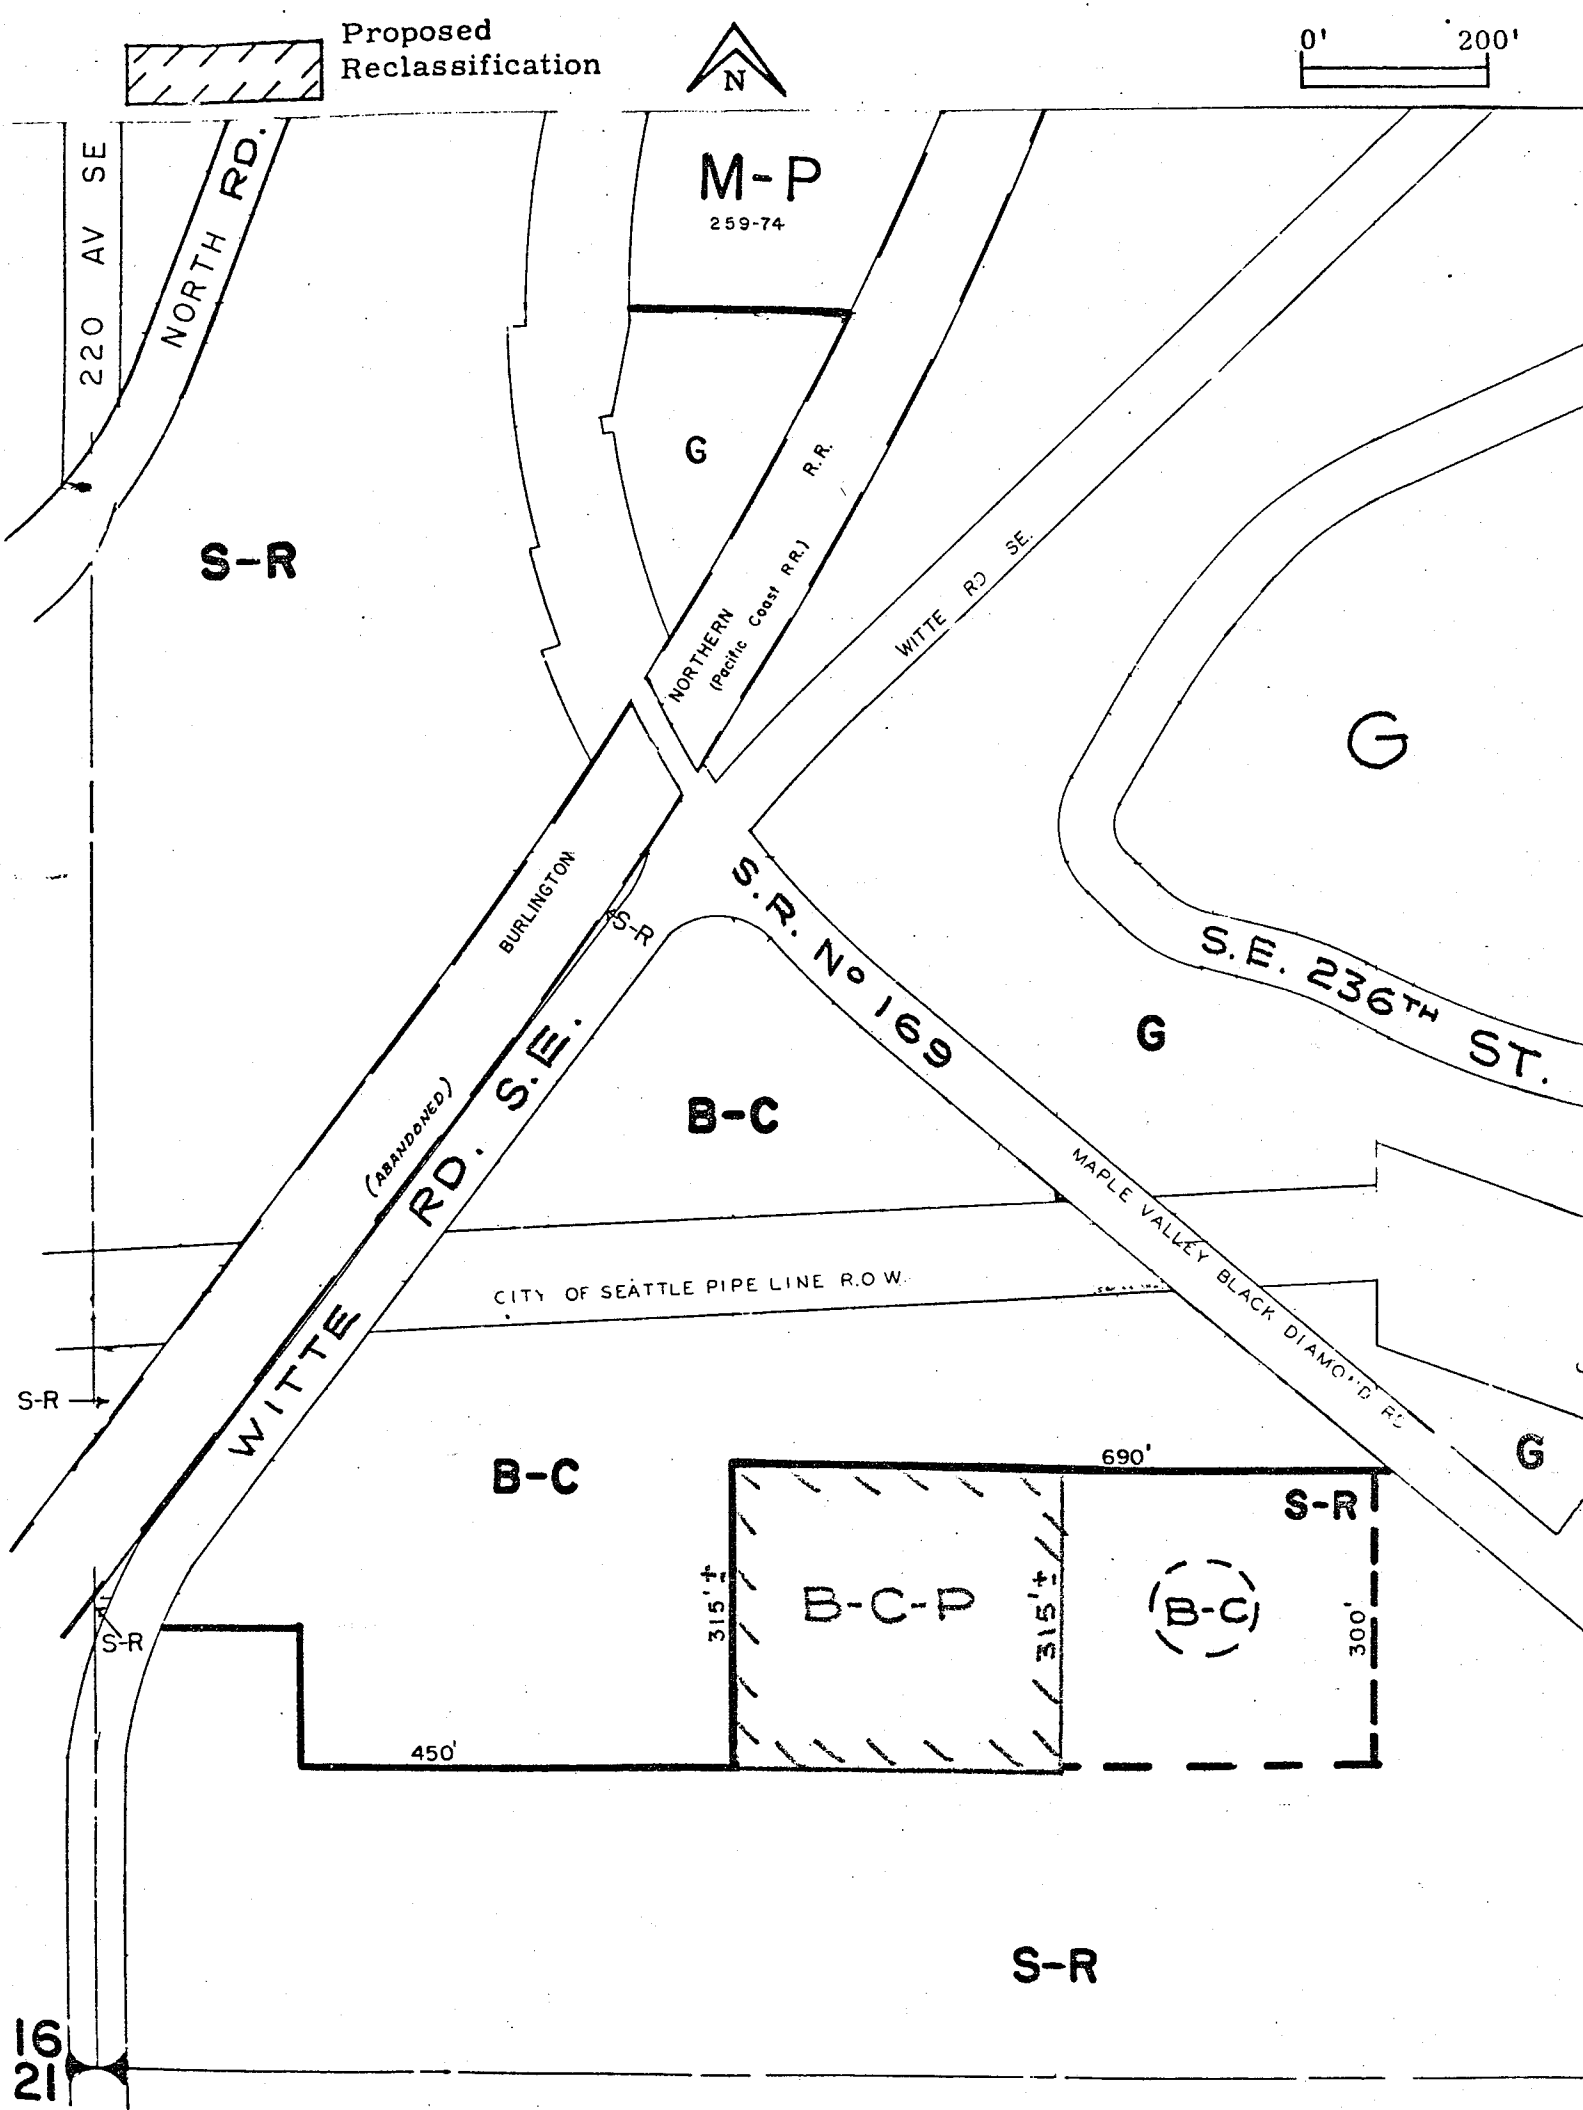 Proposed
Reclassification
N
0' 200'
220 AV SE
NORTH RD.
M-P
259-74
G
R.R.
NORTHERN
(Pacific Coast RR.)
WITTE RD SE.
S-R
G
BURLINGTON
S-R
S.R. No 169
S.E. 236TH ST.
G
(ABANDONED)
WITTE RD. S.E.
B-C
MAPLE VALLEY BLACK DIAMOND RD
CITY OF SEATTLE PIPE LINE R.O.W.
S-R
B-C
690'
G
S-R
315'±
B-C-P
315'±
B-C
300'
S-R
450'
S-R
16
21